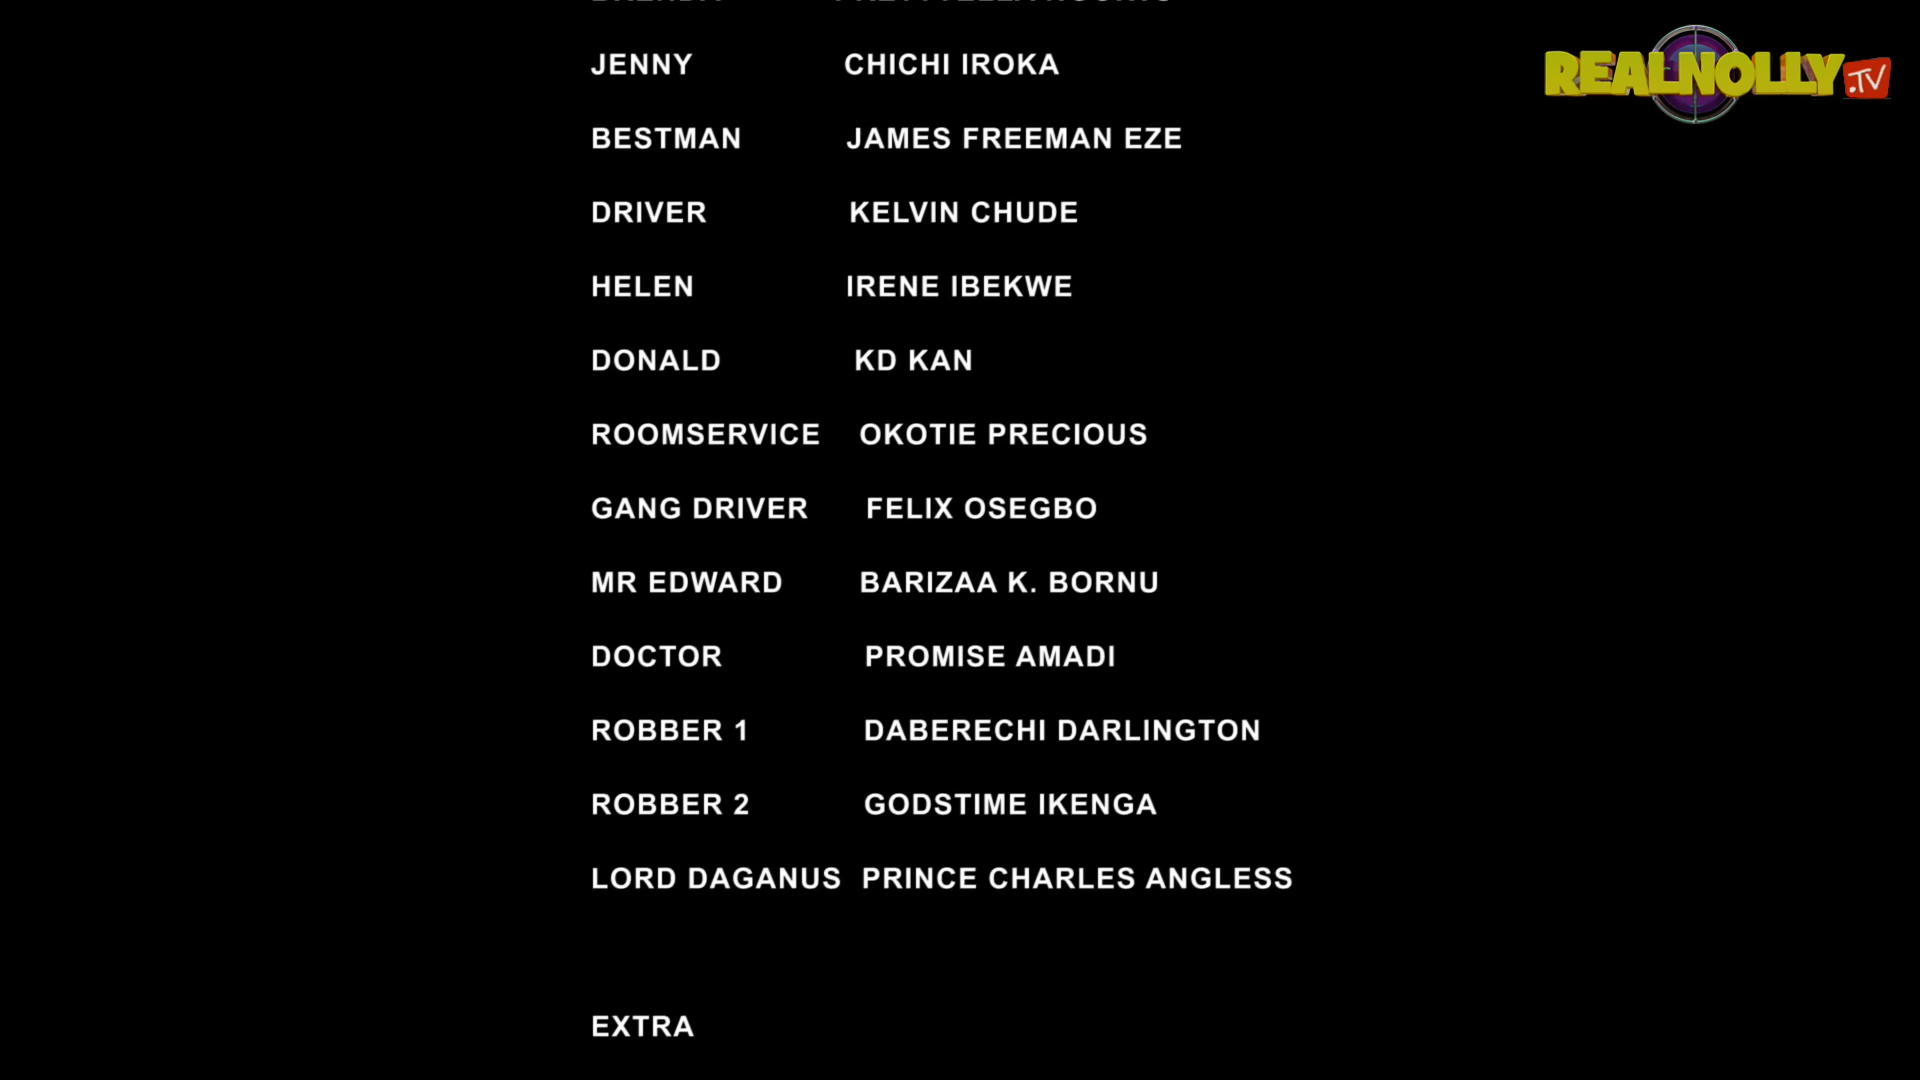 JENNY CHICHI IROKA
BESTMAN JAMES FREEMAN EZE
DRIVER KELVIN CHUDE
HELEN IRENE IBEKWE
DONALD KD KAN
ROOMSERVICE OKOTIE PRECIOUS
GANG DRIVER FELIX OSEGBO
MR EDWARD BARIZAA K. BORNU
DOCTOR PROMISE AMADI
ROBBER 1 DABERECHI DARLINGTON
ROBBER 2 GODSTIME IKENGA
LORD DAGANUS PRINCE CHARLES ANGLESS
EXTRA
REALNOLLY.TV